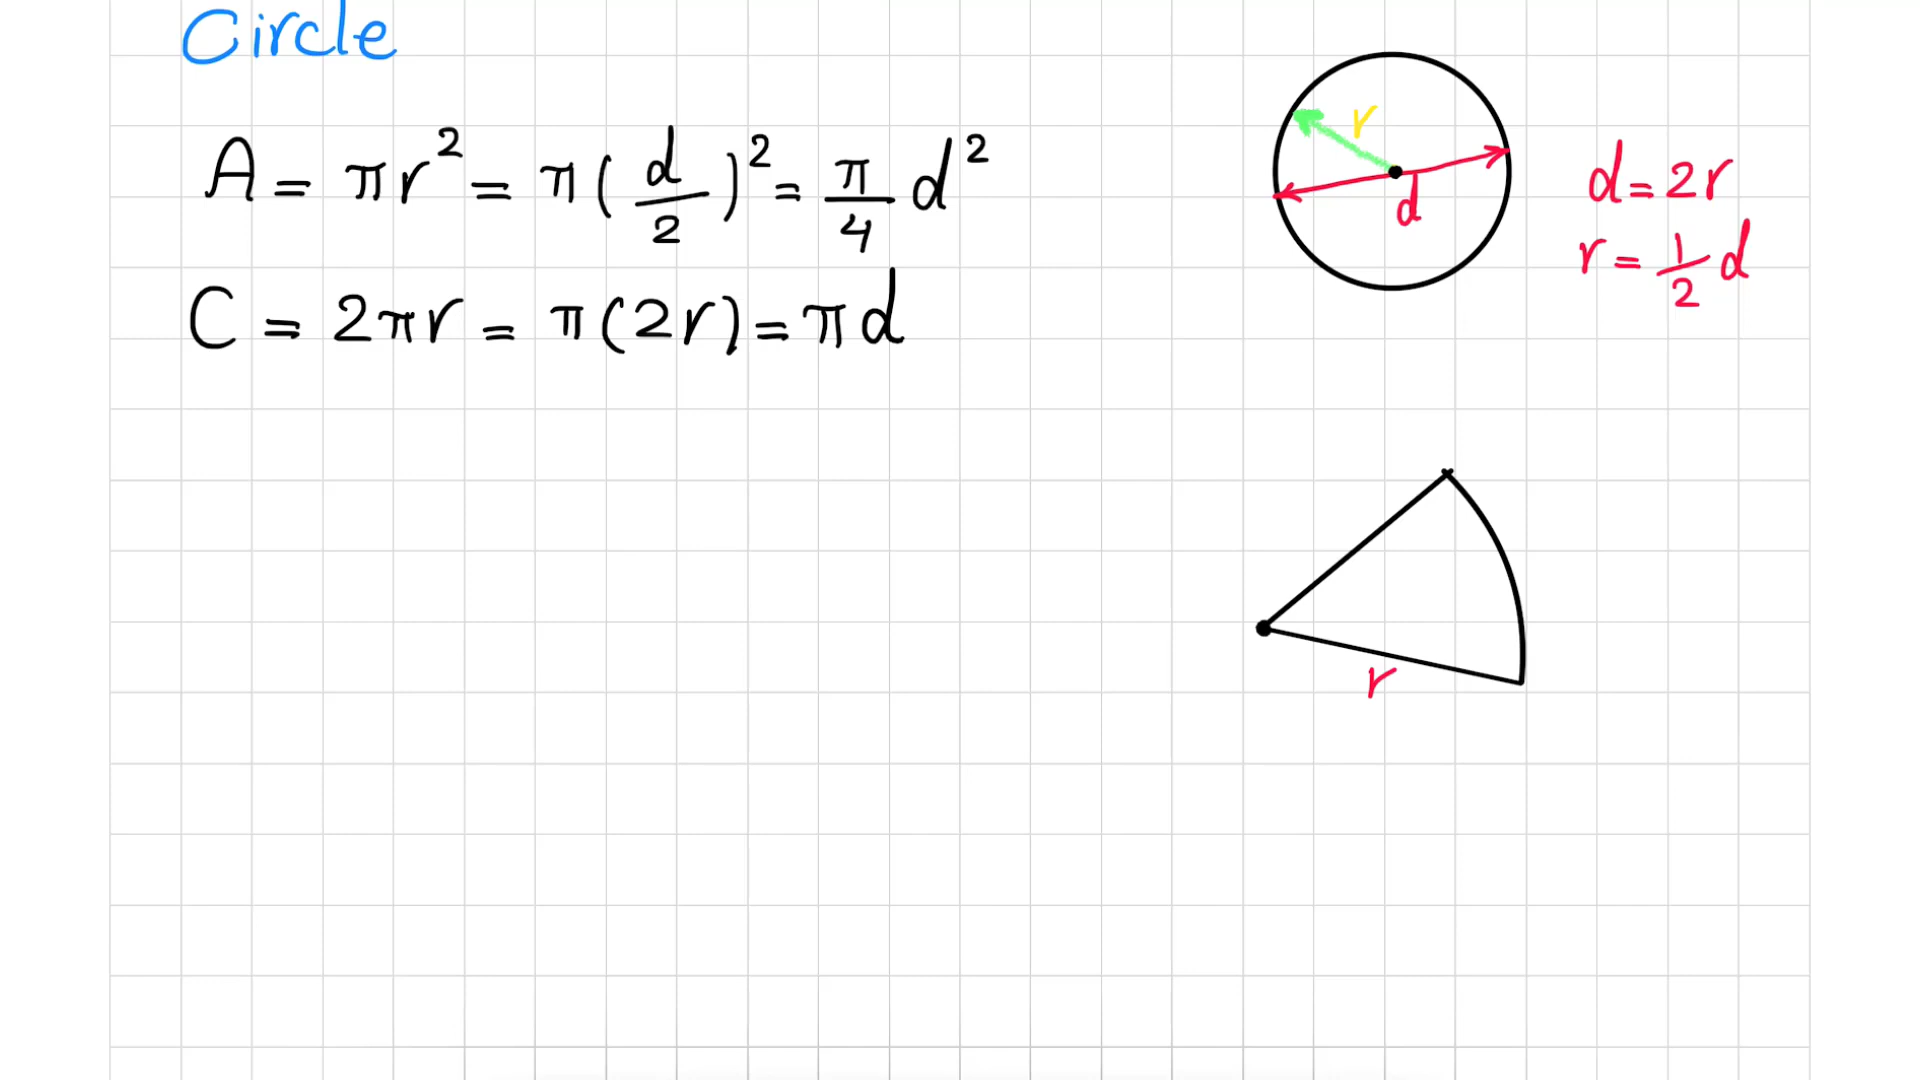 Circle
A = πr² = π(d/2)² = π/4 d²
C = 2πr = π(2r) = πd
r
d
d = 2r
r = 1/2 d
r